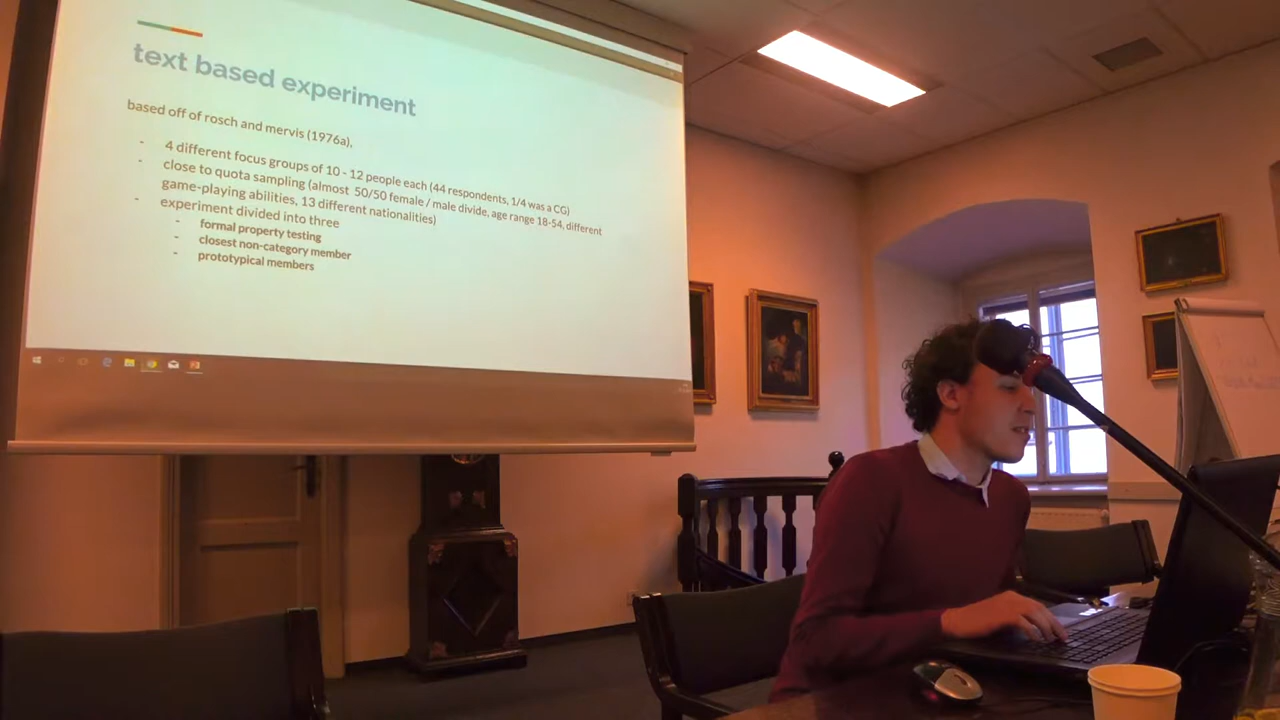 text based experiment
based off of rosch and mervis (1976a),
- 4 different focus groups of 10 - 12 people each (44 respondents, 1/4 was a CG)
- close to quota sampling (almost 50/50 female / male divide, age range 18-54, different
game-playing abilities, 13 different nationalities)
- experiment divided into three
- formal property testing
- closest non-category member
- prototypical members